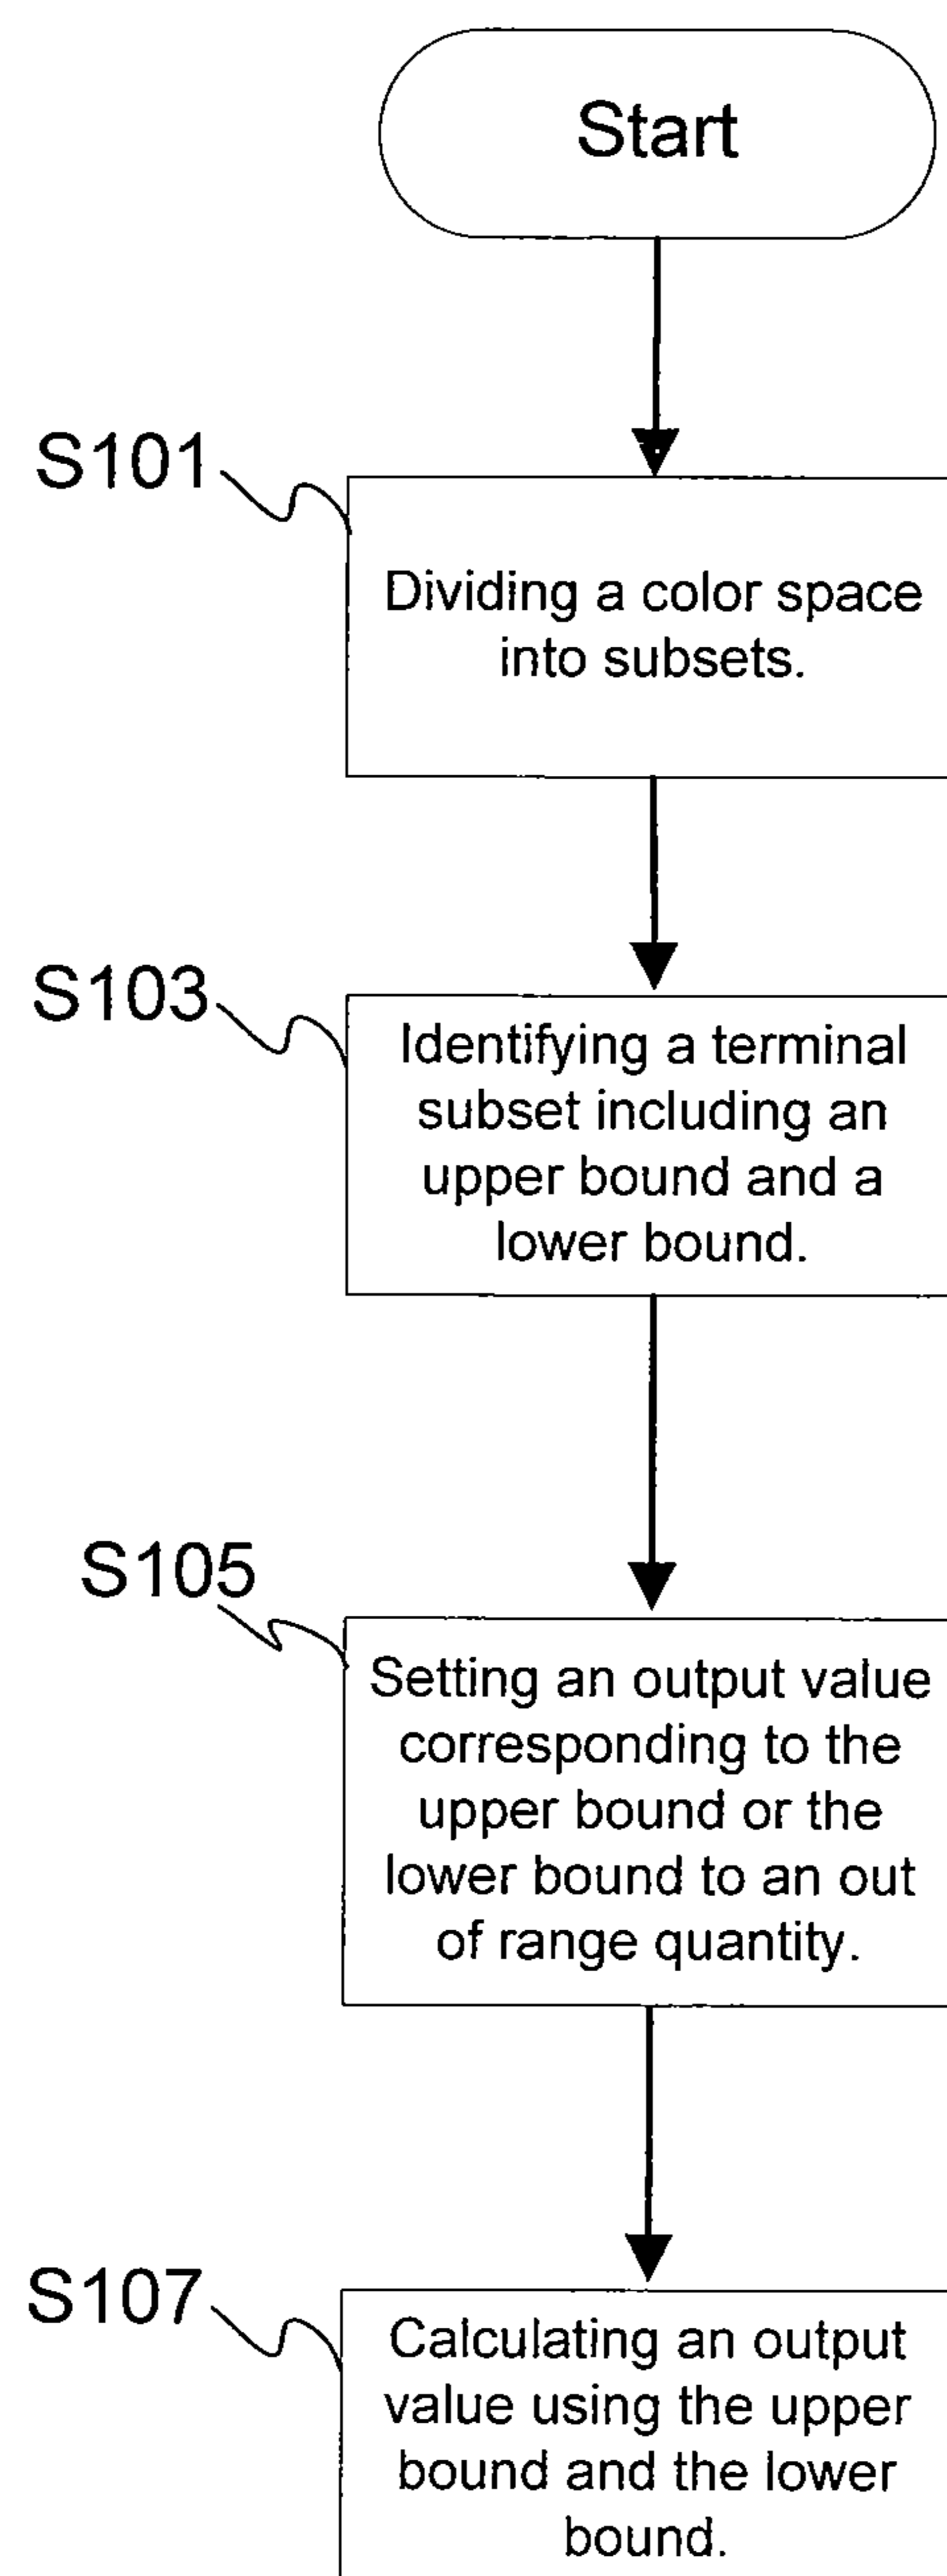 Start
S101
Dividing a color space
into subsets.
S103
Identifying a terminal
subset including an
upper bound and a
lower bound.
S105
Setting an output value
corresponding to the
upper bound or the
lower bound to an out
of range quantity.
S107
Calculating an output
value using the upper
bound and the lower
bound.